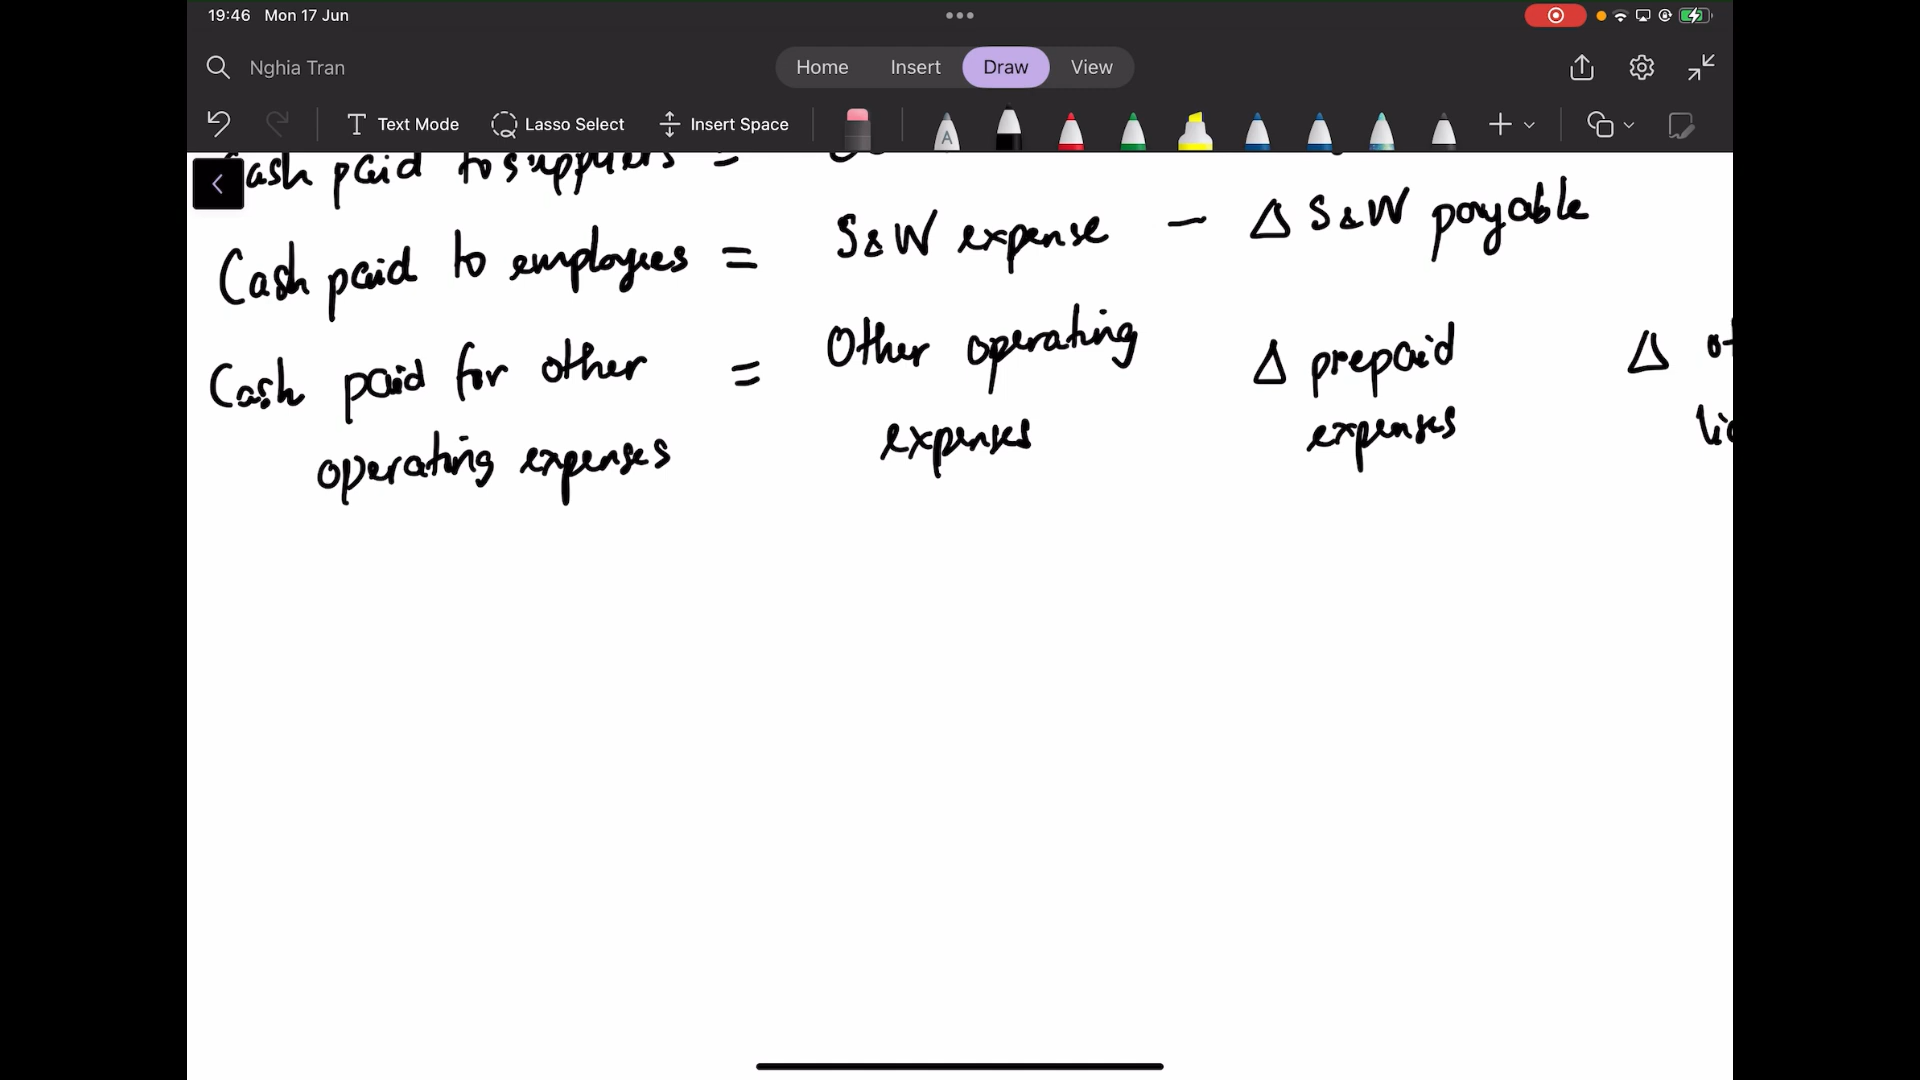 19:46 Mon 17 Jun
Nghia Tran
Home Insert Draw View
Text Mode Lasso Select Insert Space
A
Cash paid to suppliers =
Cash paid to employees = S&W expense − Δ S&W payable
Cash paid for other = Other operating Δ prepaid Δ
operating expenses expenses expenses